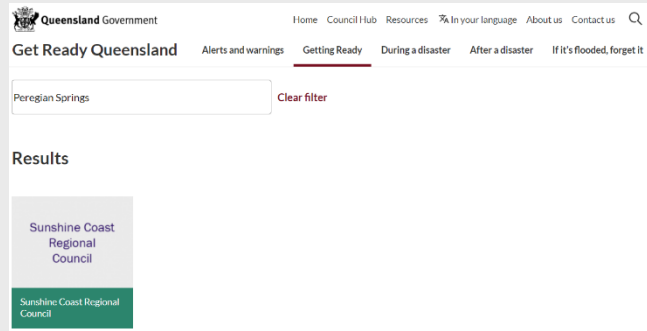 Queensland Government
Home Council Hub Resources In your language About us Contact us
Get Ready Queensland
Alerts and warnings Getting Ready During a disaster After a disaster If it's flooded, forget it
Peregian Springs Clear filter
Results
Sunshine Coast
Regional
Council
Sunshine Coast Regional
Council